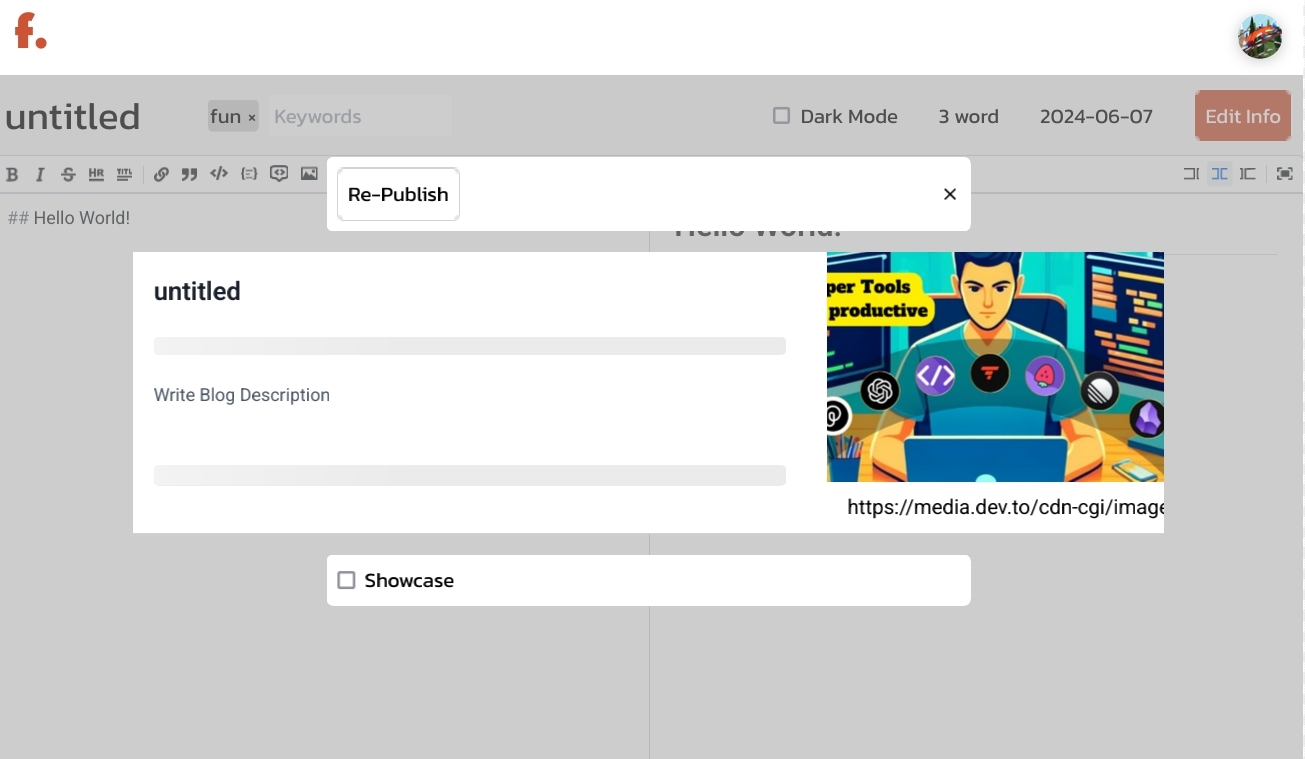 f.
untitled
fun ×
Keywords
Dark Mode
3 word
2024-06-07
Edit Info
B I S HR TITL
Re-Publish
×
## Hello World!
Hello World!
untitled
per Tools
productive
Write Blog Description
https://media.dev.to/cdn-cgi/image
Showcase